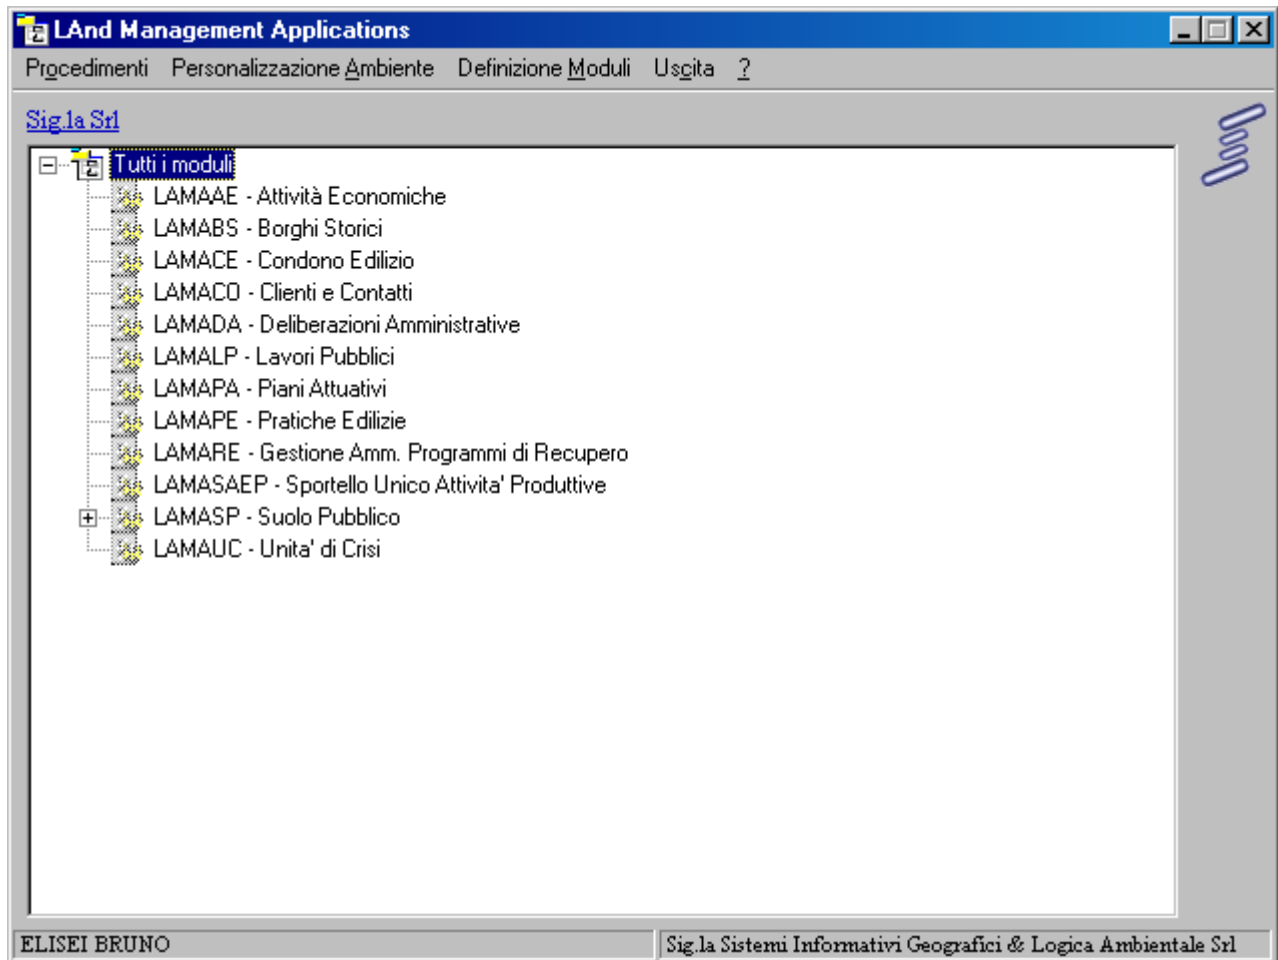 LAnd Management Applications
Procedimenti Personalizzazione Ambiente Definizione Moduli Uscita ?
Sig.la Srl
Tutti i moduli
LAMAAE - Attività Economiche
LAMABS - Borghi Storici
LAMACE - Condono Edilizio
LAMACO - Clienti e Contatti
LAMADA - Deliberazioni Amministrative
LAMALP - Lavori Pubblici
LAMAPA - Piani Attuativi
LAMAPE - Pratiche Edilizie
LAMARE - Gestione Amm. Programmi di Recupero
LAMASAEP - Sportello Unico Attivita' Produttive
LAMASP - Suolo Pubblico
LAMAUC - Unita' di Crisi
ELISEI BRUNO Sig.la Sistemi Informativi Geografici & Logica Ambientale Srl